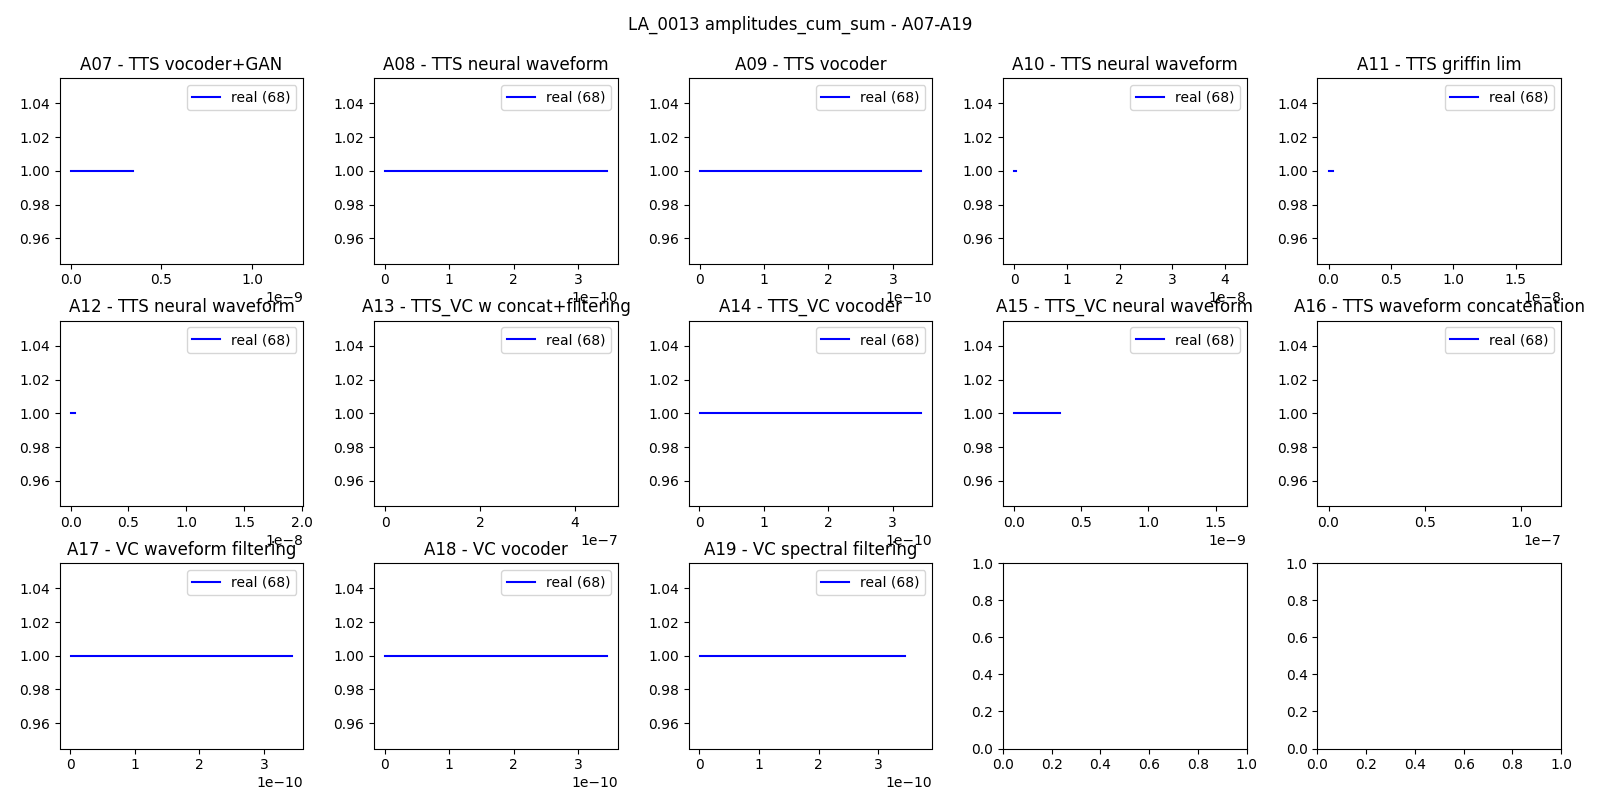 LA_0013 amplitudes_cum_sum - A07-A19
A07 - TTS vocoder+GAN
real (68)
1.04
1.02
1.00
0.98
0.96
0.0 0.5 1.0
1e−9
A08 - TTS neural waveform
real (68)
1.04
1.02
1.00
0.98
0.96
0 1 2 3
1e−10
A09 - TTS vocoder
real (68)
1.04
1.02
1.00
0.98
0.96
0 1 2 3
1e−10
A10 - TTS neural waveform
real (68)
1.04
1.02
1.00
0.98
0.96
0 1 2 3 4
1e−8
A11 - TTS griffin lim
real (68)
1.04
1.02
1.00
0.98
0.96
0.0 0.5 1.0 1.5
1e−8
A12 - TTS neural waveform
real (68)
1.04
1.02
1.00
0.98
0.96
0.0 0.5 1.0 1.5 2.0
1e−8
A13 - TTS_VC w concat+filtering
real (68)
1.04
1.02
1.00
0.98
0.96
0 2 4
1e−7
A14 - TTS_VC vocoder
real (68)
1.04
1.02
1.00
0.98
0.96
0 1 2 3
1e−10
A15 - TTS_VC neural waveform
real (68)
1.04
1.02
1.00
0.98
0.96
0.0 0.5 1.0 1.5
1e−9
A16 - TTS waveform concatenation
real (68)
1.04
1.02
1.00
0.98
0.96
0.0 0.5 1.0
1e−7
A17 - VC waveform filtering
real (68)
1.04
1.02
1.00
0.98
0.96
0 1 2 3
1e−10
A18 - VC vocoder
real (68)
1.04
1.02
1.00
0.98
0.96
0 1 2 3
1e−10
A19 - VC spectral filtering
real (68)
1.04
1.02
1.00
0.98
0.96
0 1 2 3
1e−10
1.0
0.8
0.6
0.4
0.2
0.0
0.0 0.2 0.4 0.6 0.8 1.0
1.0
0.8
0.6
0.4
0.2
0.0
0.0 0.2 0.4 0.6 0.8 1.0